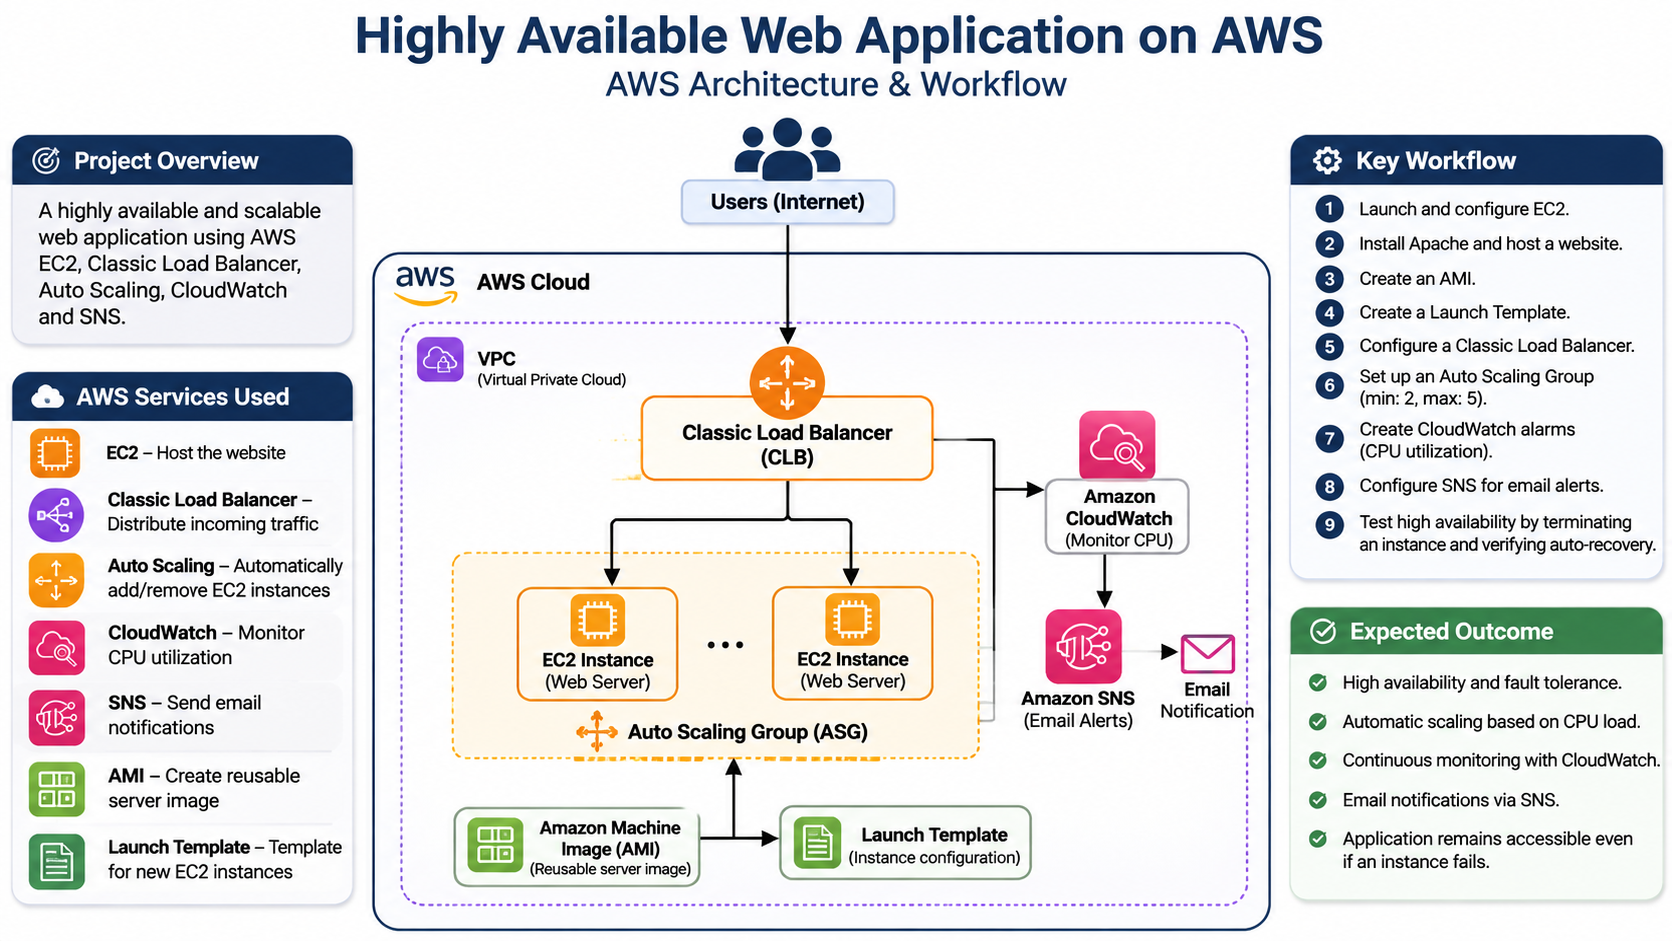 Highly Available Web Application on AWS
AWS Architecture & Workflow
Project Overview
A highly available and scalable
web application using AWS
EC2, Classic Load Balancer,
Auto Scaling, CloudWatch
and SNS.
AWS Services Used
EC2 – Host the website
Classic Load Balancer –
Distribute incoming traffic
Auto Scaling – Automatically
add/remove EC2 instances
CloudWatch – Monitor
CPU utilization
SNS – Send email
notifications
AMI – Create reusable
server image
Launch Template – Template
for new EC2 instances
Users (Internet)
aws
AWS Cloud
VPC
(Virtual Private Cloud)
Classic Load Balancer
(CLB)
Amazon
CloudWatch
(Monitor CPU)
EC2 Instance
(Web Server)
...
EC2 Instance
(Web Server)
Auto Scaling Group (ASG)
Amazon SNS
(Email Alerts)
Email
Notification
Amazon Machine
Image (AMI)
(Reusable server image)
Launch Template
(Instance configuration)
Key Workflow
1 Launch and configure EC2.
2 Install Apache and host a website.
3 Create an AMI.
4 Create a Launch Template.
5 Configure a Classic Load Balancer.
6 Set up an Auto Scaling Group
(min: 2, max: 5).
7 Create CloudWatch alarms
(CPU utilization).
8 Configure SNS for email alerts.
9 Test high availability by terminating
an instance and verifying auto-recovery.
Expected Outcome
High availability and fault tolerance.
Automatic scaling based on CPU load.
Continuous monitoring with CloudWatch.
Email notifications via SNS.
Application remains accessible even
if an instance fails.